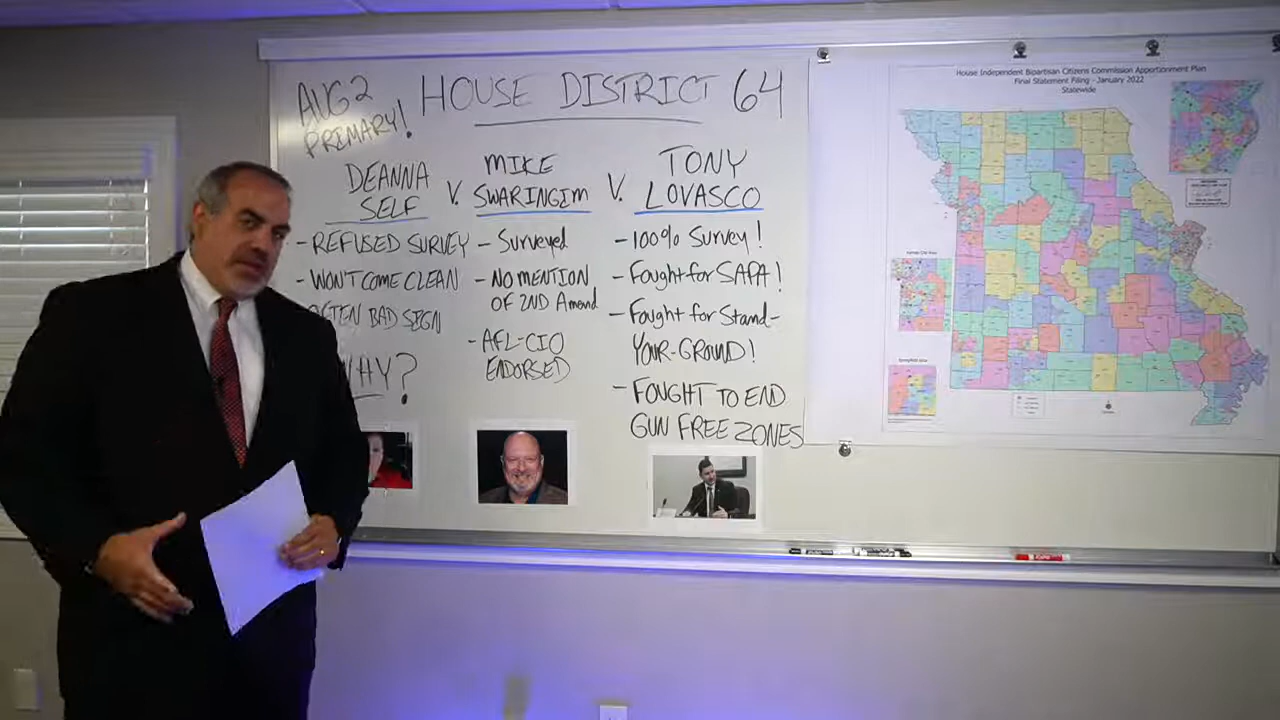 AUG 2
PRIMARY!
HOUSE DISTRICT 64
DEANNA
SELF
V.
MIKE
SWARINGIM
V.
TONY
LOVASCO
- REFUSED SURVEY
- WON'T COME CLEAN
OFTEN BAD SIGN
WHY?
- Surveyed
- NO MENTION
OF 2ND Amend
- AFL-CIO
ENDORSED
- 100% Survey!
- Fought for SAPA!
- Fought for Stand-
YOUR-GROUND!
- FOUGHT TO END
GUN FREE ZONES
House Independent Bipartisan Citizens Commission Apportionment Plan
Final Statement Filing - January 2022
Statewide